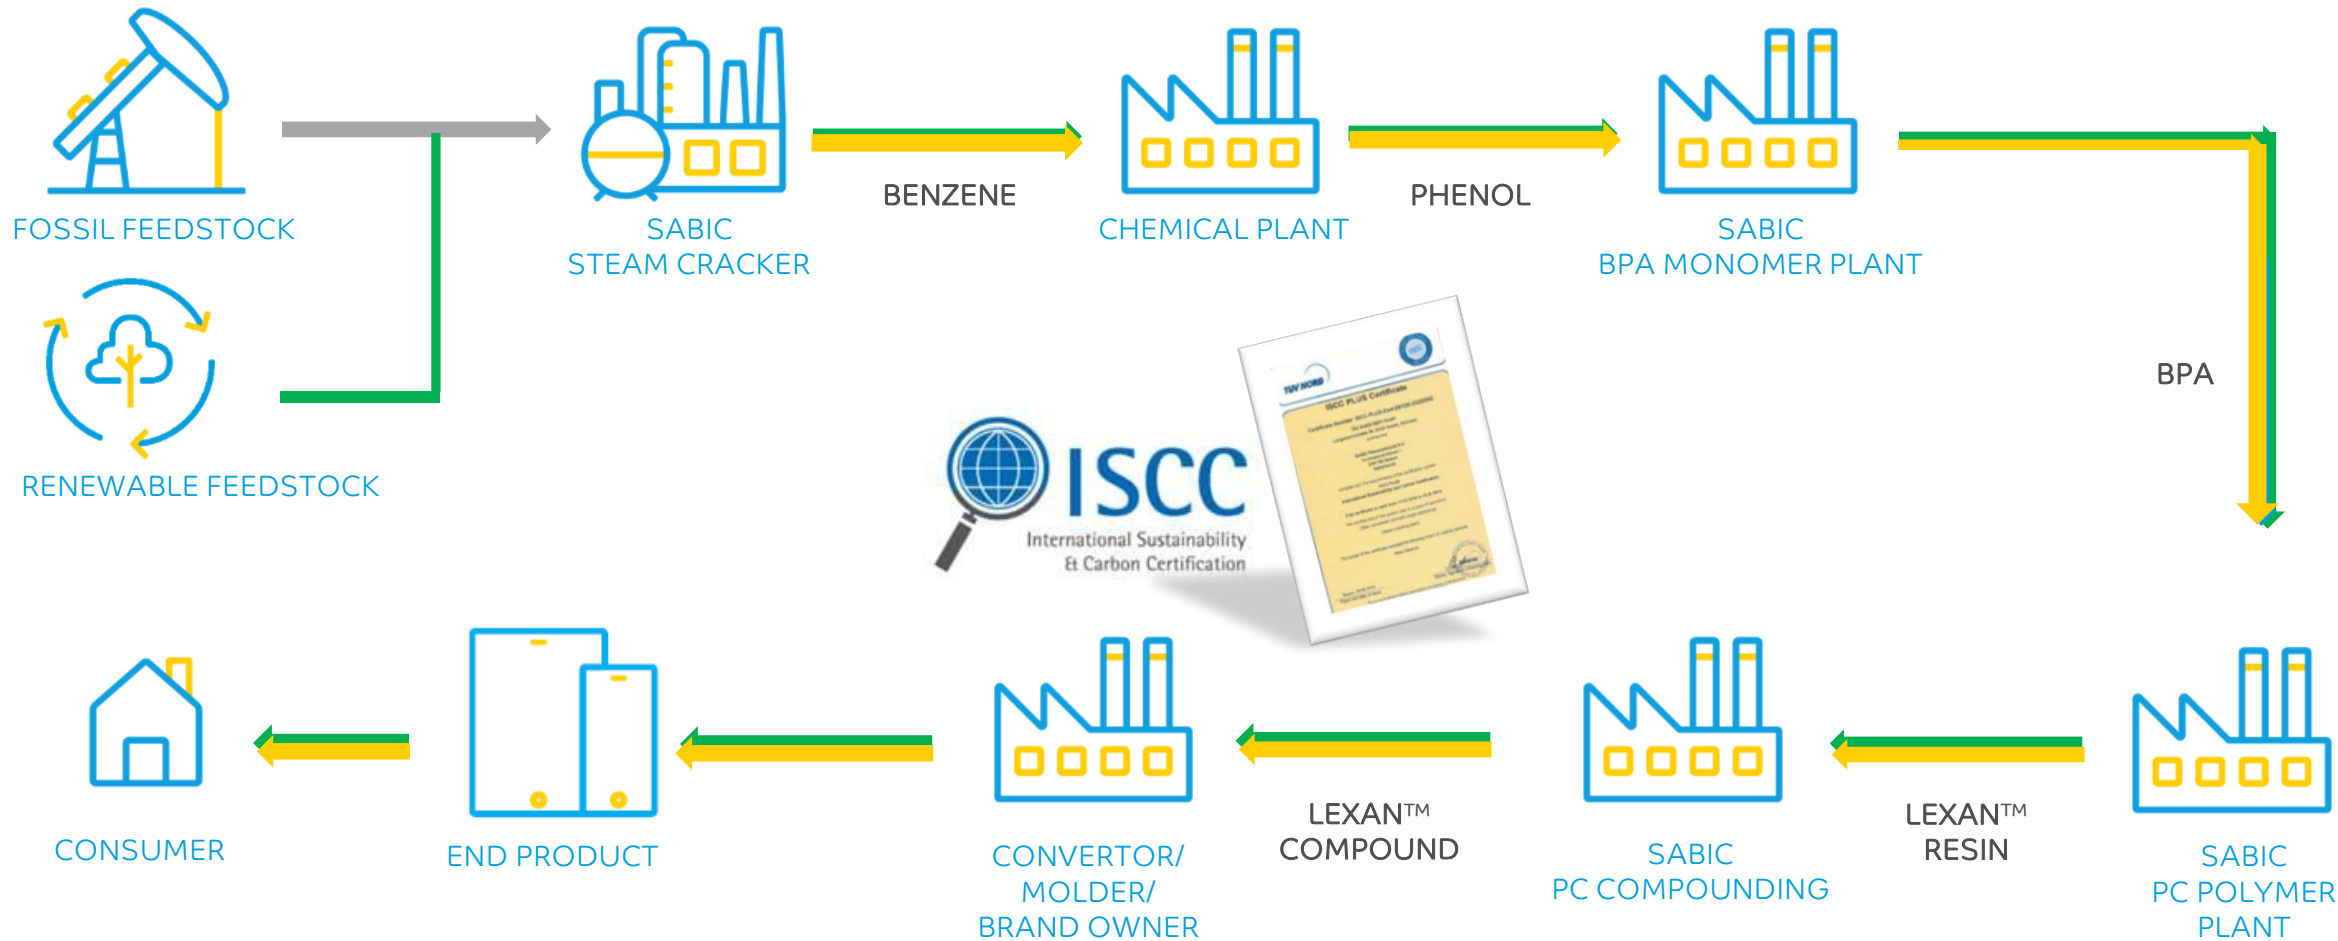 BENZENE
PHENOL
FOSSIL FEEDSTOCK
SABIC
STEAM CRACKER
CHEMICAL PLANT
SABIC
BPA MONOMER PLANT
RENEWABLE FEEDSTOCK
BPA
TUV NORD
ISCC PLUS Certificate
ISCC
International Sustainability
& Carbon Certification
LEXAN™
COMPOUND
LEXAN™
RESIN
CONSUMER
END PRODUCT
CONVERTOR/
MOLDER/
BRAND OWNER
SABIC
PC COMPOUNDING
SABIC
PC POLYMER
PLANT